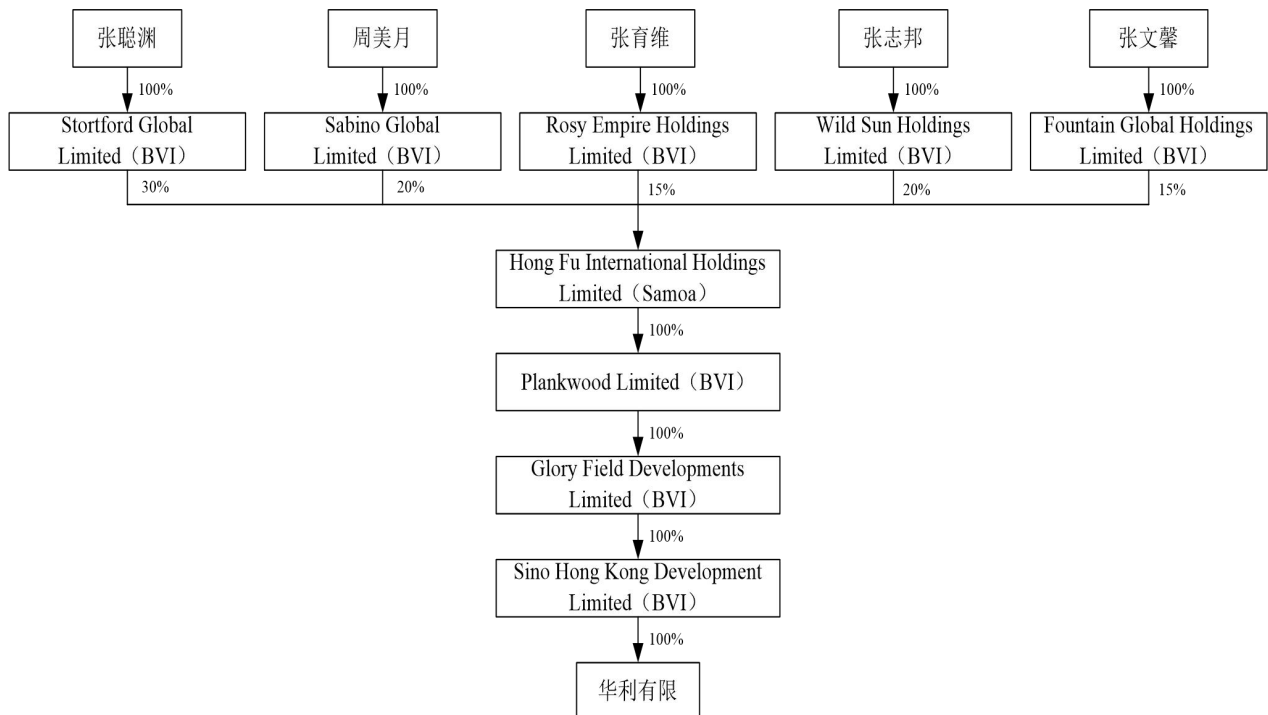 张聪渊
周美月
张育维
张志邦
张文馨
100%
100%
100%
100%
100%
Stortford Global
Limited（BVI）
Sabino Global
Limited（BVI）
Rosy Empire Holdings
Limited（BVI）
Wild Sun Holdings
Limited（BVI）
Fountain Global Holdings
Limited（BVI）
30%
20%
15%
20%
15%
Hong Fu International Holdings
Limited（Samoa）
100%
Plankwood Limited（BVI）
100%
Glory Field Developments
Limited（BVI）
100%
Sino Hong Kong Development
Limited（BVI）
100%
华利有限